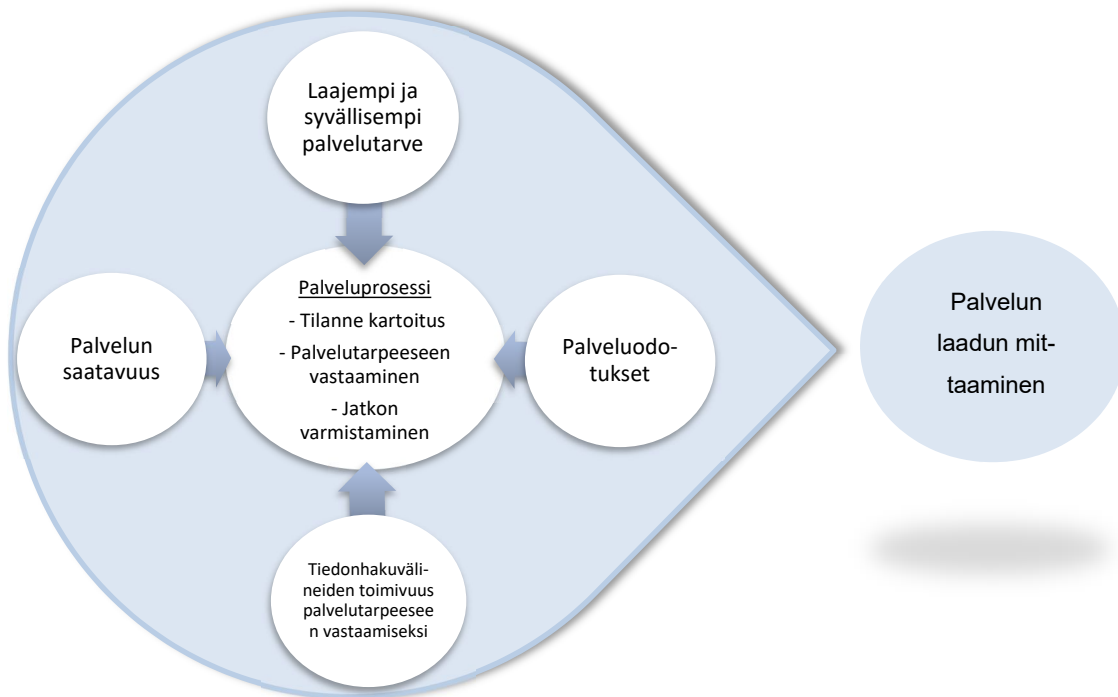 Laajempi ja
syvällisempi
palvelutarve
Palvelun
saatavuus
Palveluprosessi
- Tilanne kartoitus
- Palvelutarpeeseen
vastaaminen
- Jatkon
varmistaminen
Palveluodo-
tukset
Tiedonhakuväli-
neiden toimivuus
palvelutarpeesee
n vastaamiseksi
Palvelun
laadun mit-
taaminen